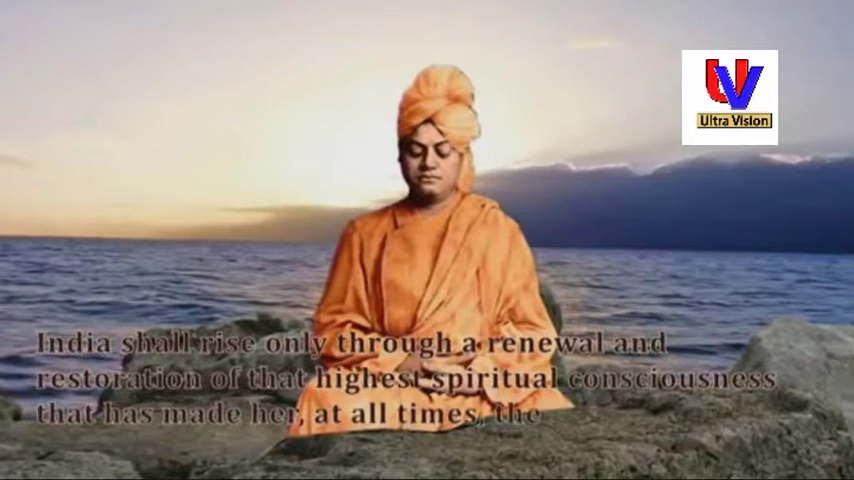 UV
Ultra Vision
India shall rise only through a renewal and
restoration of that highest spiritual consciousness
that has made her, at all times, the